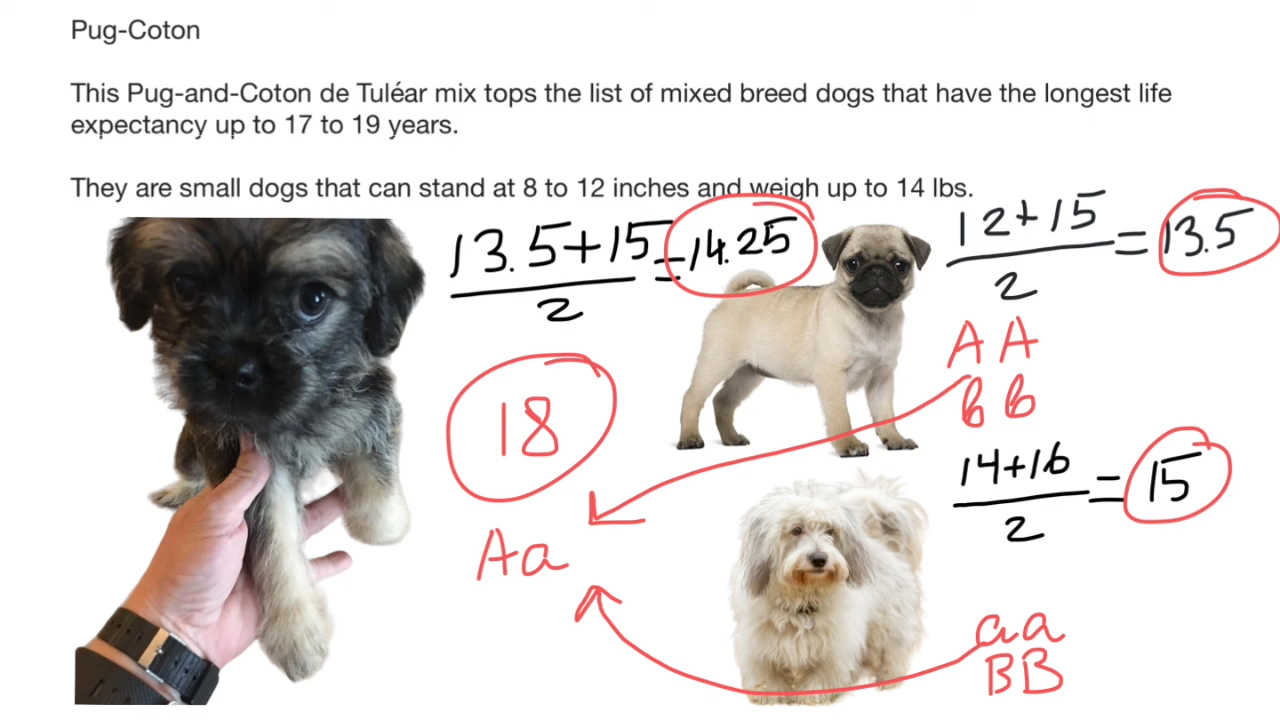 Pug-Coton
This Pug-and-Coton de Tuléar mix tops the list of mixed breed dogs that have the longest life
expectancy up to 17 to 19 years.
They are small dogs that can stand at 8 to 12 inches and weigh up to 14 lbs.
13.5+15
2
=14.25
12+15
2
=13.5
18
AA
bb
14+16
2
=15
Aa
aa
BB